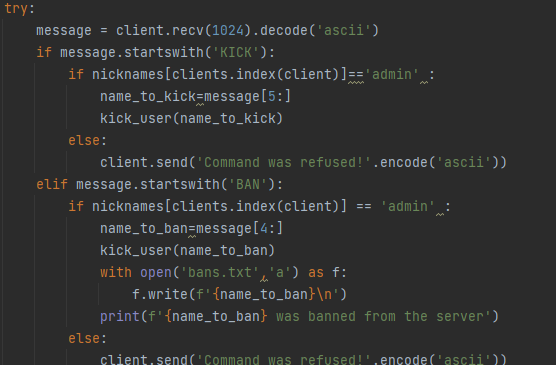 try:
    message = client.recv(1024).decode('ascii')
    if message.startswith('KICK'):
        if nicknames[clients.index(client)]=='admin' :
            name_to_kick=message[5:]
            kick_user(name_to_kick)
        else:
            client.send('Command was refused!'.encode('ascii'))
    elif message.startswith('BAN'):
        if nicknames[clients.index(client)] == 'admin' :
            name_to_ban=message[4:]
            kick_user(name_to_ban)
            with open('bans.txt','a') as f:
                f.write(f'{name_to_ban}\n')
            print(f'{name_to_ban} was banned from the server')
        else:
            client.send('Command was refused!'.encode('ascii'))